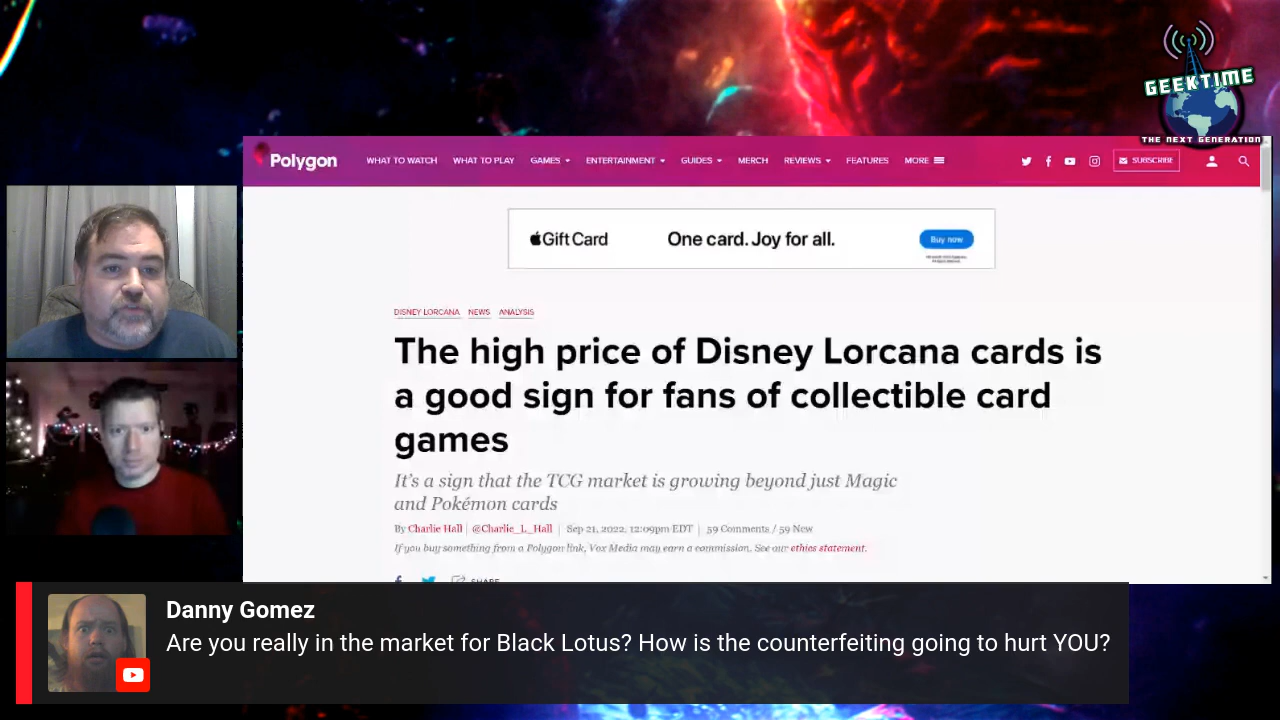 GEEKTIME
THE NEXT GENERATION
Polygon
WHAT TO WATCH WHAT TO PLAY GAMES ENTERTAINMENT GUIDES MERCH REVIEWS FEATURES MORE SUBSCRIBE
Gift Card One card. Joy for all. Buy now
DISNEY LORCANA NEWS ANALYSIS
The high price of Disney Lorcana cards is
a good sign for fans of collectible card
games
It's a sign that the TCG market is growing beyond just Magic
and Pokémon cards
By Charlie Hall | @Charlie_L_Hall | Sep 21, 2022, 12:09pm EDT | 59 Comments / 59 New
If you buy something from a Polygon link, Vox Media may earn a commission. See our ethics statement.
SHARE
Danny Gomez
Are you really in the market for Black Lotus? How is the counterfeiting going to hurt YOU?